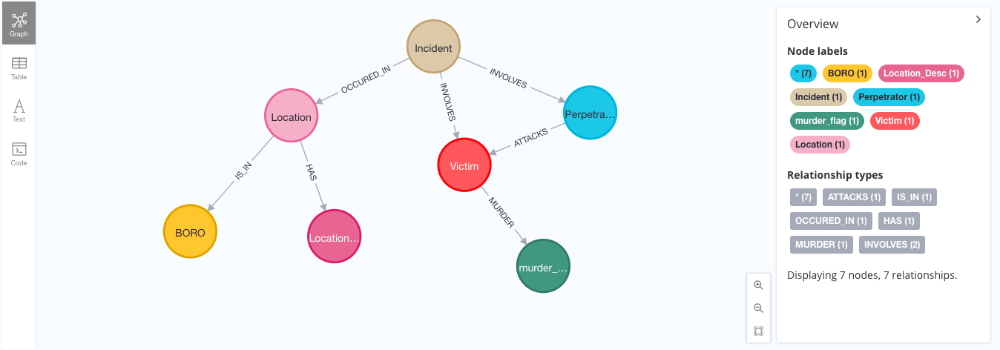 Graph
Table
Text
Code
Incident
OCCURED_IN
INVOLVES
INVOLVES
Location
Perpetra...
ATTACKS
Victim
IS_IN
HAS
MURDER
BORO
Location...
murder_...
Overview
Node labels
* (7) BORO (1) Location_Desc (1)
Incident (1) Perpetrator (1)
murder_flag (1) Victim (1)
Location (1)
Relationship types
* (7) ATTACKS (1) IS_IN (1)
OCCURED_IN (1) HAS (1)
MURDER (1) INVOLVES (2)
Displaying 7 nodes, 7 relationships.